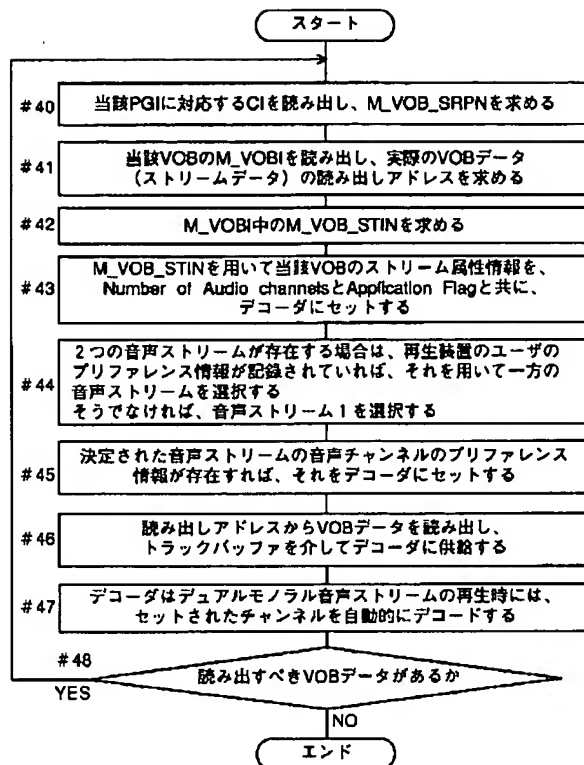 スタート
#40
当該PGIに対応するCIを読み出し、M_VOB_SRPNを求める
#41
当該VOBのM_VOBIを読み出し、実際のVOBデータ
(ストリームデータ)の読み出しアドレスを求める
#42
M_VOBI中のM_VOB_STINを求める
#43
M_VOB_STINを用いて当該VOBのストリーム属性情報を、
Number of Audio channelsとApplication Flagと共に、
デコーダにセットする
#44
2つの音声ストリームが存在する場合は、再生装置のユーザの
プリファレンス情報が記録されていれば、それを用いて一方の
音声ストリームを選択する
そうでなければ、音声ストリーム1を選択する
#45
決定された音声ストリームの音声チャンネルのプリファレンス
情報が存在すれば、それをデコーダにセットする
#46
読み出しアドレスからVOBデータを読み出し、
トラックバッファを介してデコーダに供給する
#47
デコーダはデュアルモノラル音声ストリームの再生時には、
セットされたチャンネルを自動的にデコードする
#48
読み出すべきVOBデータがあるか
YES
NO
エンド